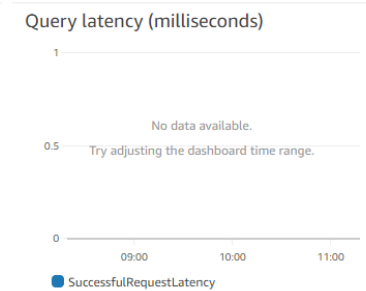 Query latency (milliseconds)
1
No data available.
0.5
Try adjusting the dashboard time range.
0
09:00 10:00 11:00
SuccessfulRequestLatency